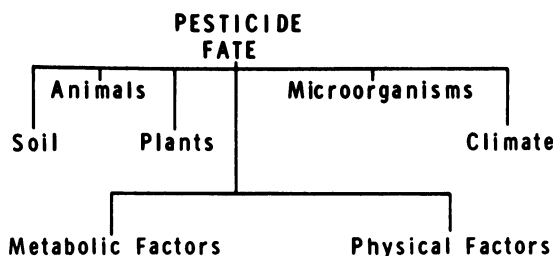 PESTICIDE
FATE
Animals Microorganisms
Soil Plants Climate
Metabolic Factors Physical Factors